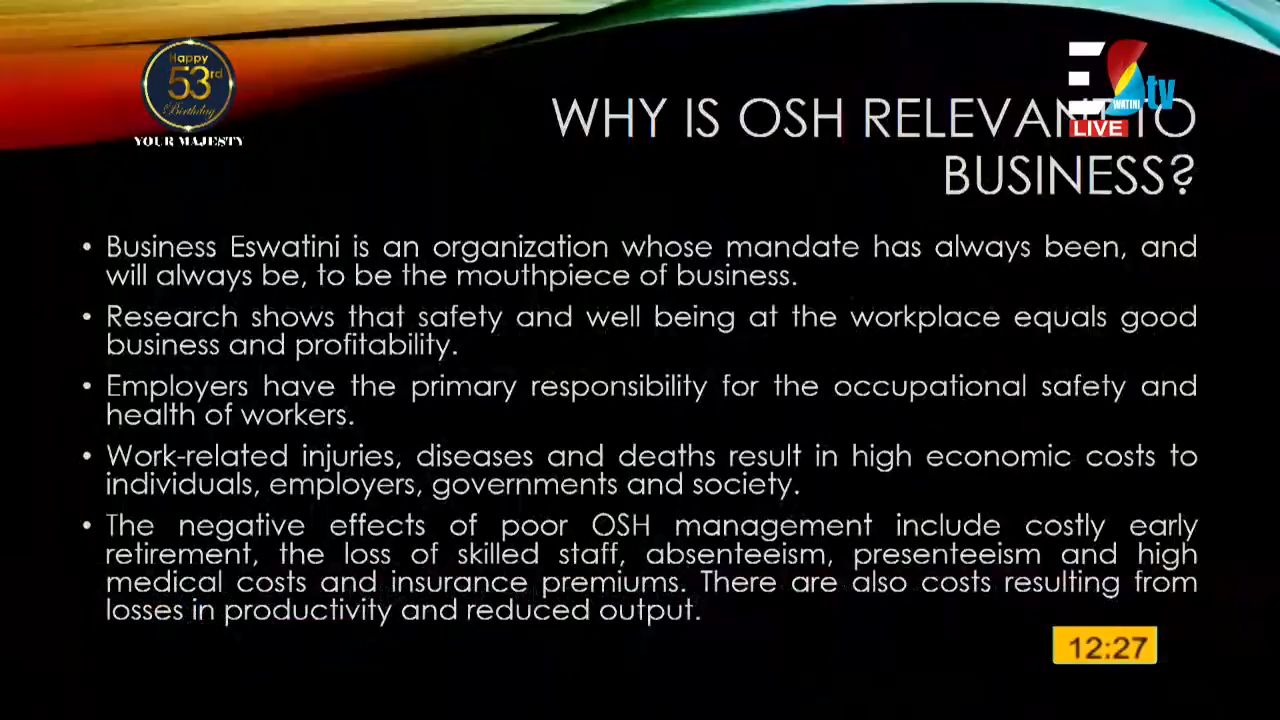 Happy
53rd
Birthday
YOUR MAJESTY
E
WATINI
tv
LIVE
WHY IS OSH RELEVANT TO
BUSINESS?
• Business Eswatini is an organization whose mandate has always been, and
will always be, to be the mouthpiece of business.
• Research shows that safety and well being at the workplace equals good
business and profitability.
• Employers have the primary responsibility for the occupational safety and
health of workers.
• Work-related injuries, diseases and deaths result in high economic costs to
individuals, employers, governments and society.
• The negative effects of poor OSH management include costly early
retirement, the loss of skilled staff, absenteeism, presenteeism and high
medical costs and insurance premiums. There are also costs resulting from
losses in productivity and reduced output.
12:27